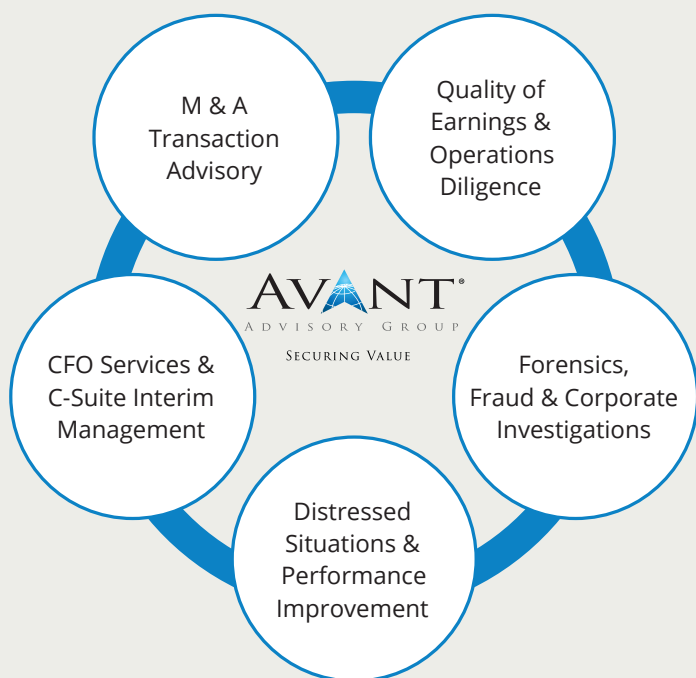 M & A
Transaction
Advisory
Quality of
Earnings &
Operations
Diligence
AVANT®
ADVISORY GROUP
SECURING VALUE
CFO Services &
C-Suite Interim
Management
Forensics,
Fraud & Corporate
Investigations
Distressed
Situations &
Performance
Improvement